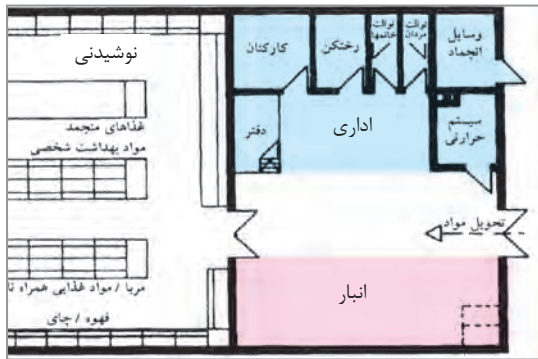 وسایل
انجماد
توالت
مردان
توالت
خانمها
رختکن
کارکنان
نوشیدنی
سیستم
حرارتی
اداری
دفتر
غذاهای منجمد
مواد بهداشت شخصی
تحویل مواد
انبار
مربا / مواد غذایی همراه نا
قهوه / چای